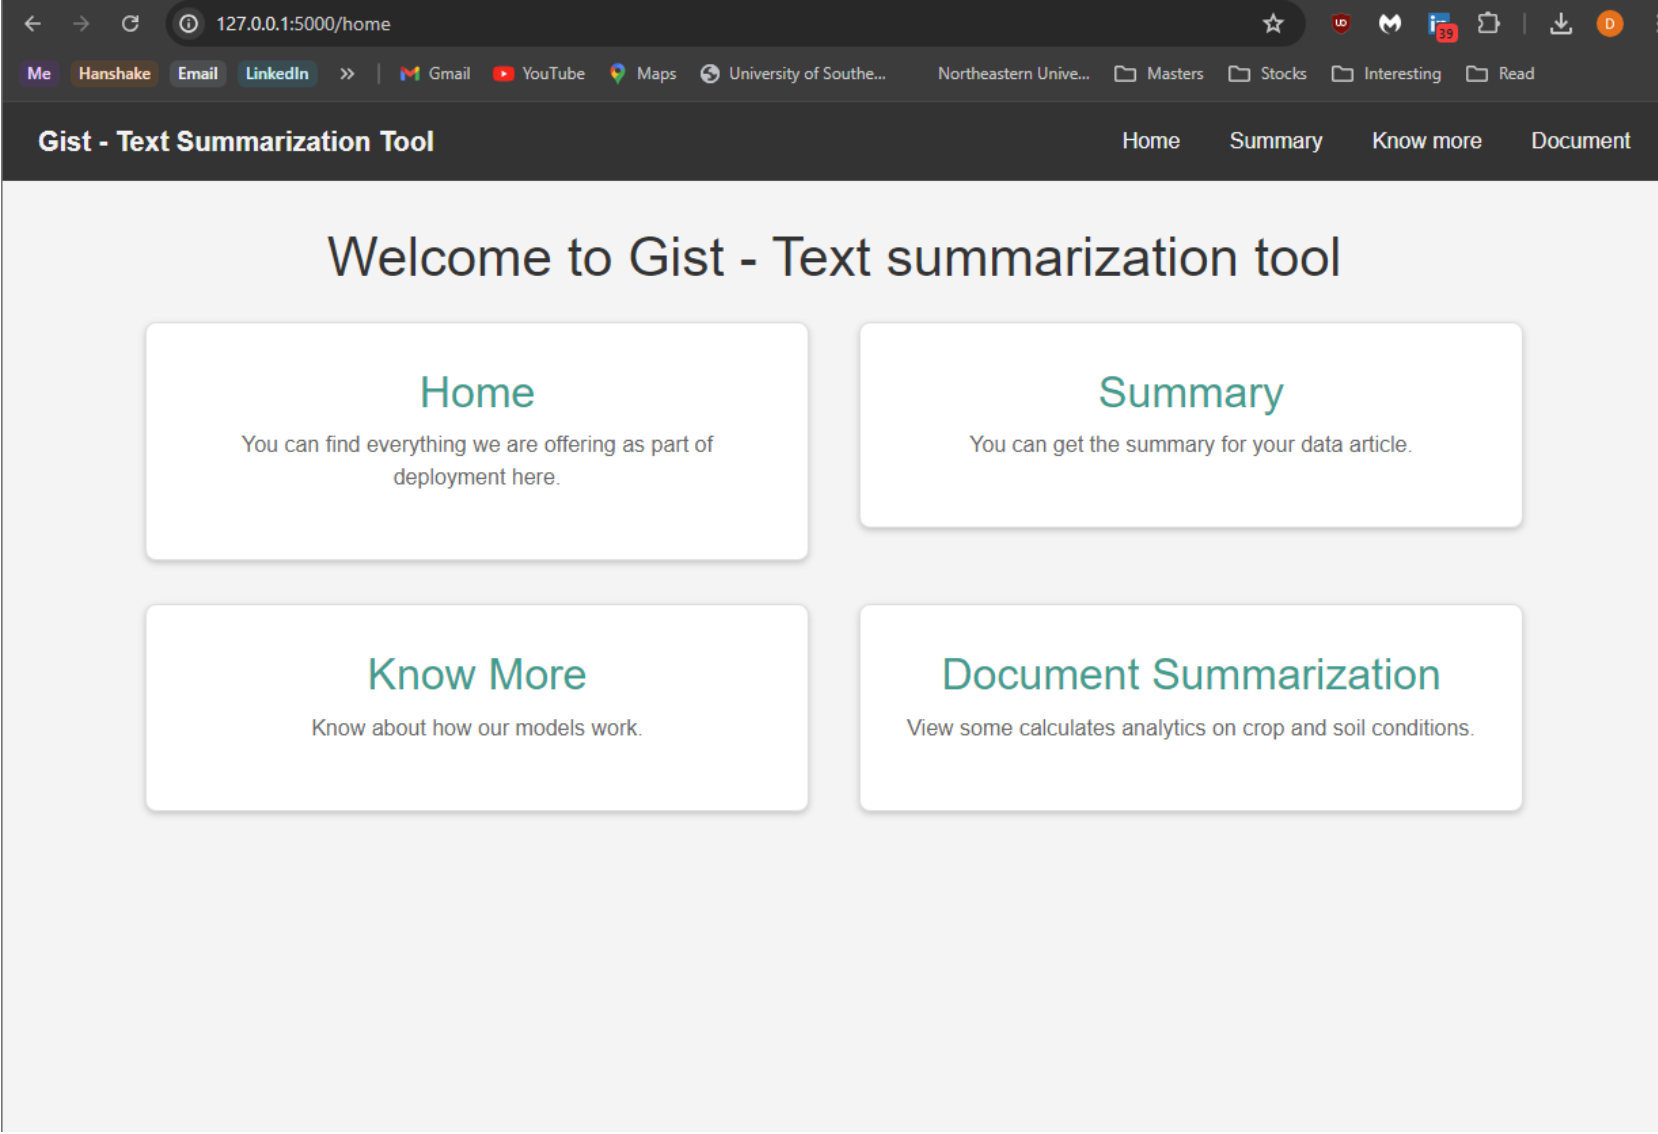 127.0.0.1:5000/home
39
D
Me Hanshake Email LinkedIn » Gmail YouTube Maps University of Southe... Northeastern Unive... Masters Stocks Interesting Read
Gist - Text Summarization Tool Home Summary Know more Document
Welcome to Gist - Text summarization tool
Home
You can find everything we are offering as part of
deployment here.
Summary
You can get the summary for your data article.
Know More
Know about how our models work.
Document Summarization
View some calculates analytics on crop and soil conditions.